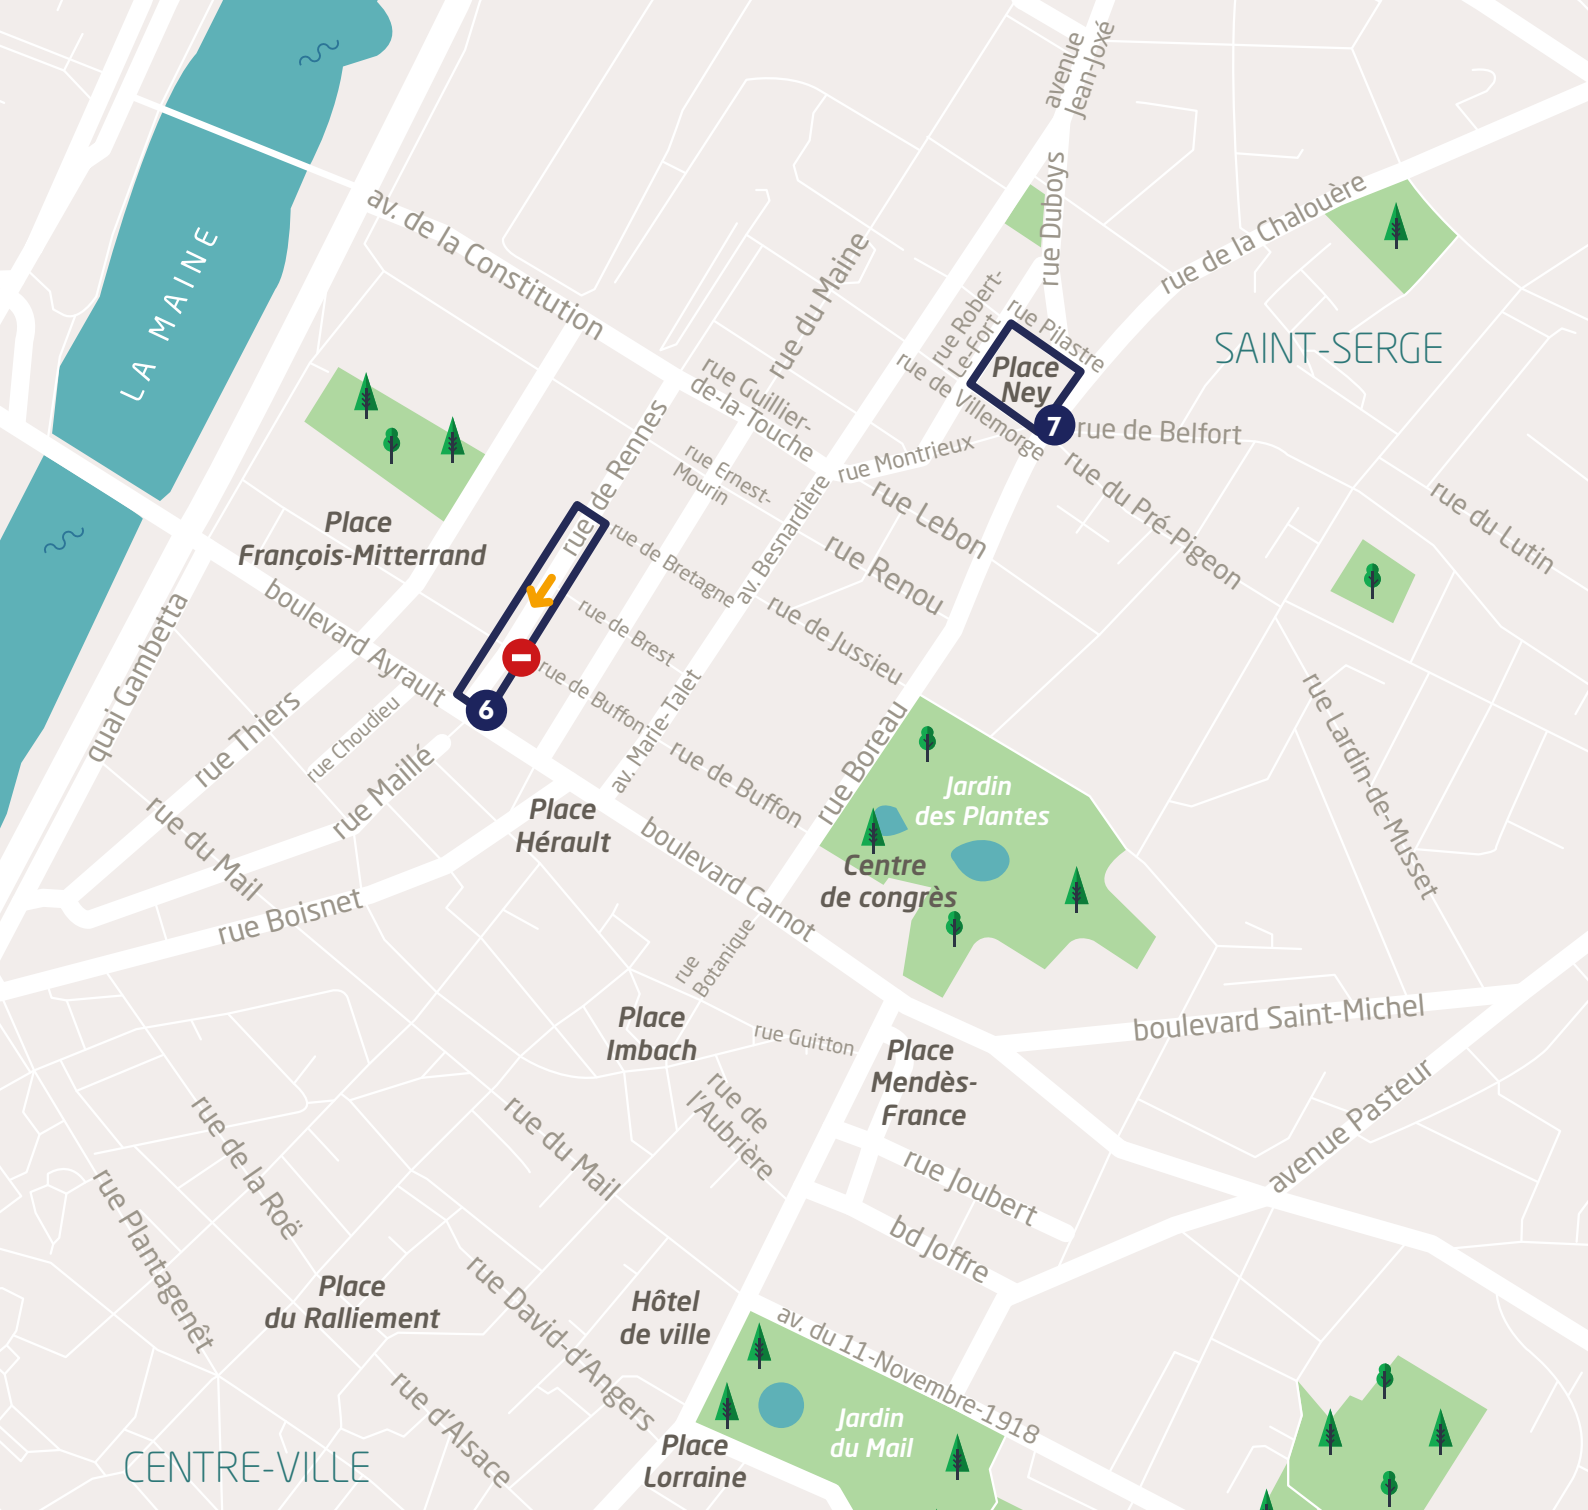 avenue
Jean-Joxé
rue Duboys
rue de la Chalouère
LA MAINE
av. de la Constitution
rue du Maine
rue Robert-
Le-Fort
rue Pilastre
SAINT-SERGE
Place
Ney
rue de Villemorge
7
rue de Belfort
rue Guillier-
de-la-Touche
rue de Rennes
rue Ernest-
Mourin
rue Montrieux
av. Besnardière
rue Lebon
rue du Pré-Pigeon
rue du Lutin
Place
François-Mitterrand
rue de Bretagne
rue Renou
boulevard Ayrault
quai Gambetta
rue de Brest
rue de Jussieu
rue de Buffon
6
av. Marie-Talet
rue Thiers
rue Choudieu
rue Maillé
rue du Mail
rue de Buffon
rue Boreau
rue Lardin-de-Musset
Jardin
des Plantes
Place
Hérault
boulevard Carnot
Centre
de congrès
rue Boisnet
rue
Botanique
Place
Imbach
rue Guitton
boulevard Saint-Michel
Place
Mendès-
France
rue de
l'Aubrière
rue du Mail
avenue Pasteur
rue de la Roë
rue Plantagenêt
rue Joubert
bd Joffre
Place
du Ralliement
rue David-d'Angers
Hôtel
de ville
av. du 11-Novembre-1918
rue d'Alsace
Jardin
du Mail
Place
Lorraine
CENTRE-VILLE